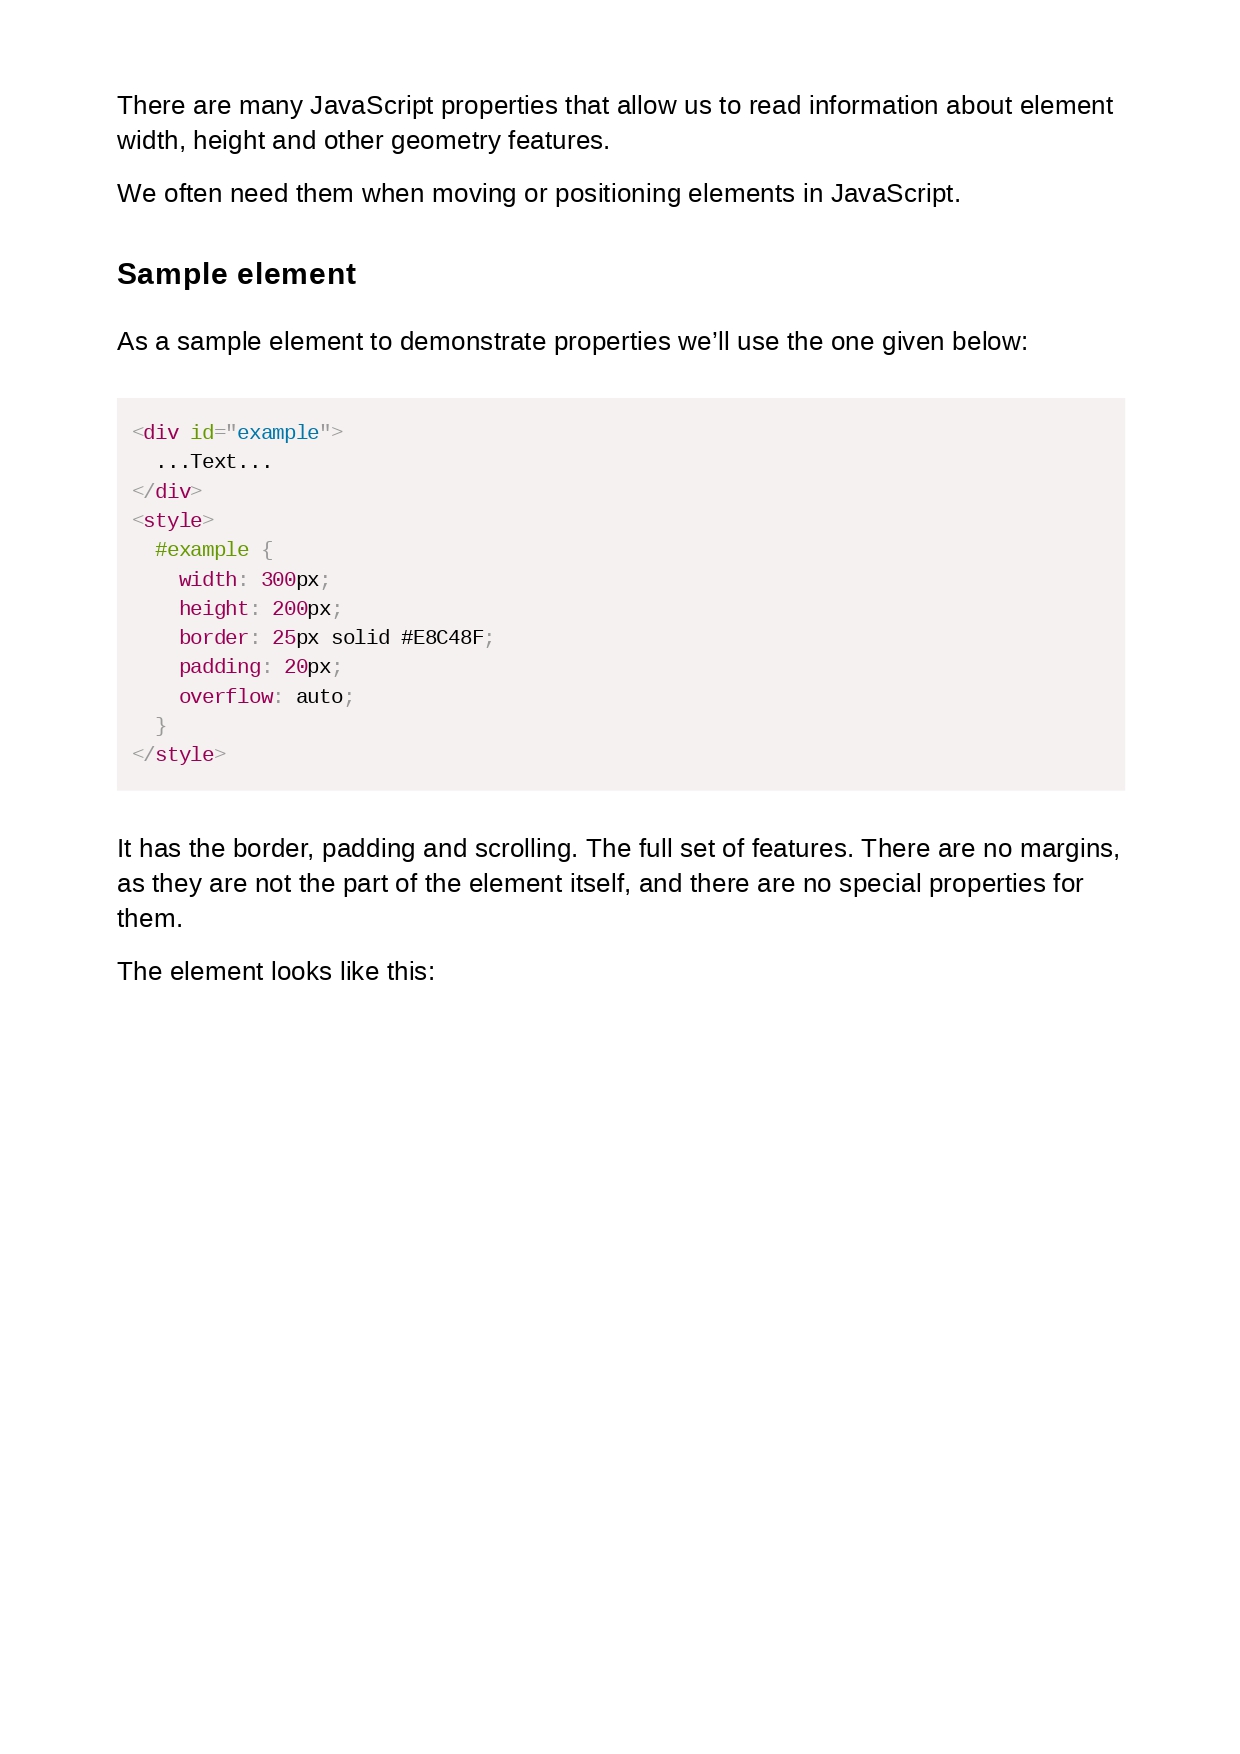 There are many JavaScript properties that allow us to read information about element
width, height and other geometry features.
We often need them when moving or positioning elements in JavaScript.
Sample element
As a sample element to demonstrate properties we’ll use the one given below:
<div id="example">
  ...Text...
</div>
<style>
  #example {
    width: 300px;
    height: 200px;
    border: 25px solid #E8C48F;
    padding: 20px;
    overflow: auto;
  }
</style>
It has the border, padding and scrolling. The full set of features. There are no margins,
as they are not the part of the element itself, and there are no special properties for
them.
The element looks like this: